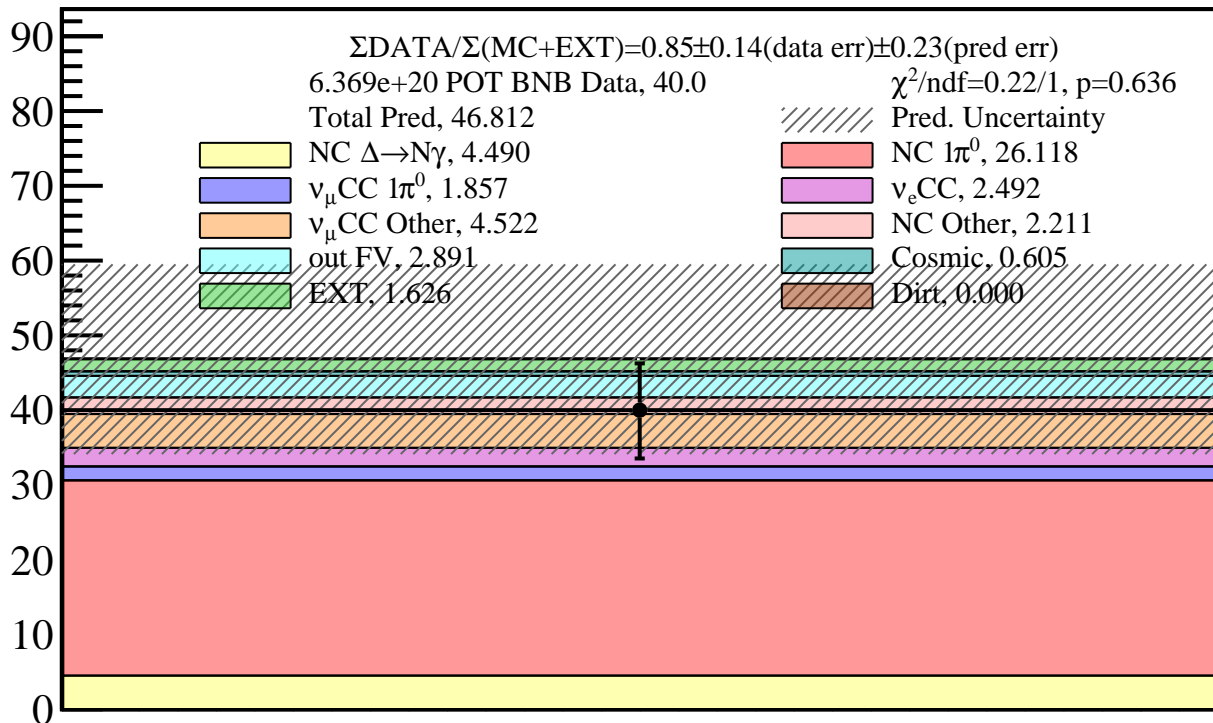 ΣDATA/Σ(MC+EXT)=0.85±0.14(data err)±0.23(pred err)
6.369e+20 POT BNB Data, 40.0 χ²/ndf=0.22/1, p=0.636
Total Pred, 46.812 Pred. Uncertainty
NC Δ→Nγ, 4.490 NC 1π⁰, 26.118
ν_μCC 1π⁰, 1.857 ν_eCC, 2.492
ν_μCC Other, 4.522 NC Other, 2.211
out FV, 2.891 Cosmic, 0.605
EXT, 1.626 Dirt, 0.000
90
80
70
60
50
40
30
20
10
0